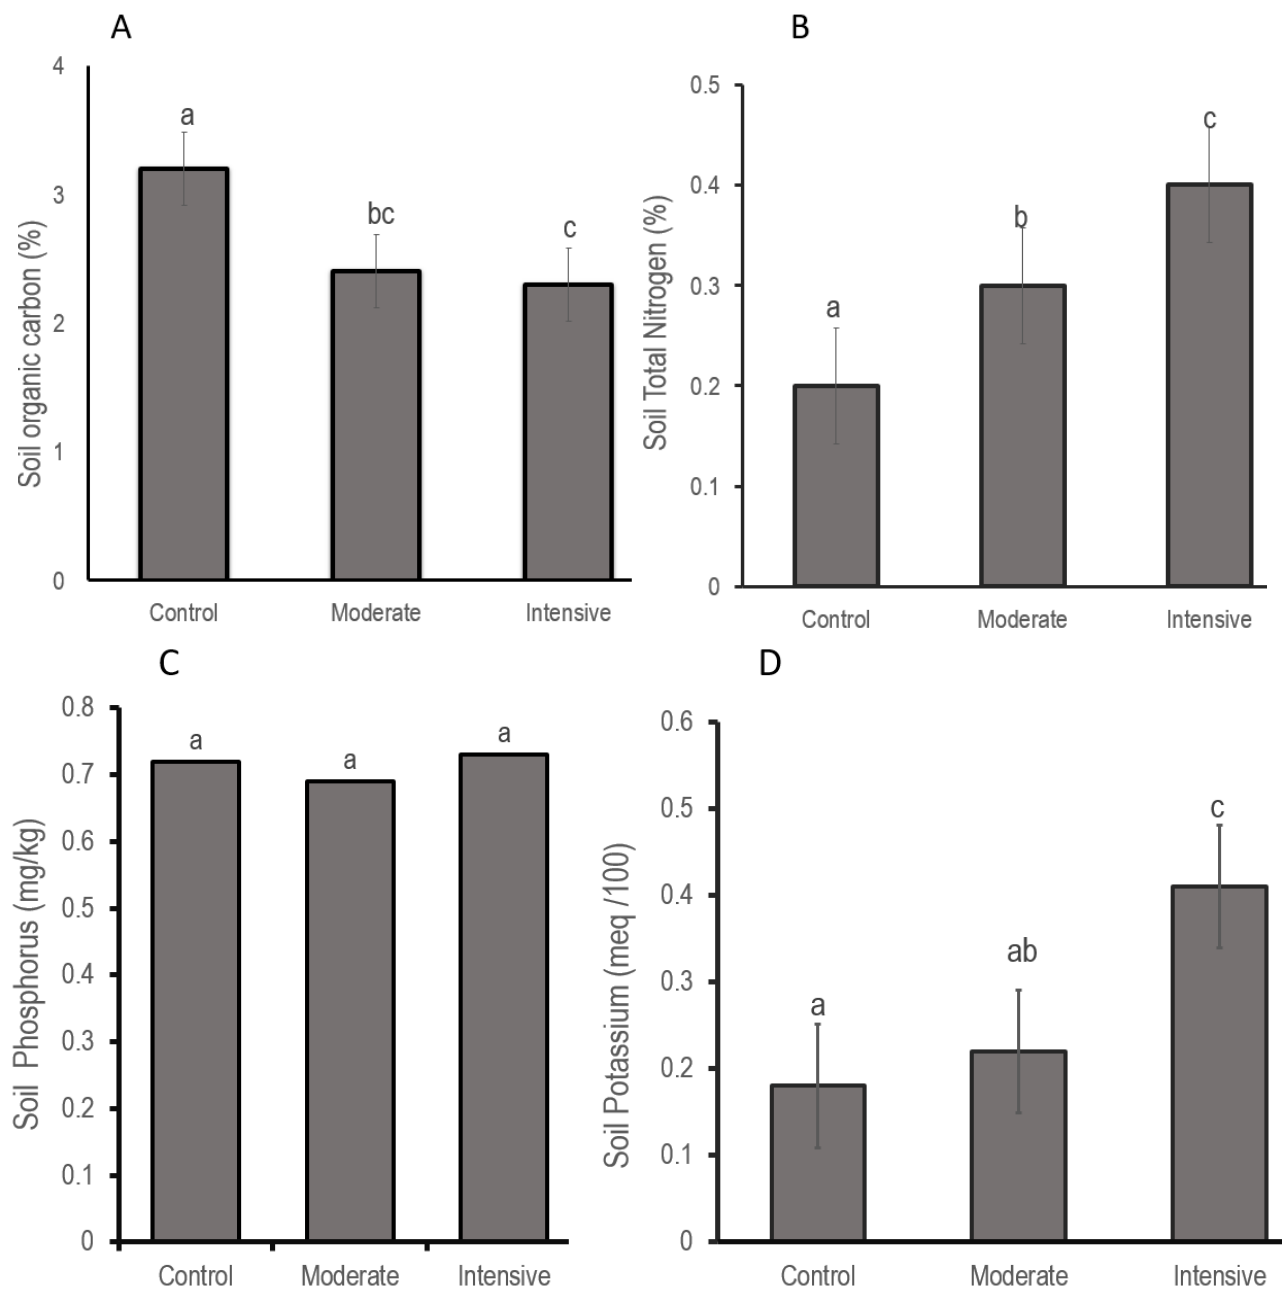 A
Soil organic carbon (%)
4
3
2
1
0
a
bc
c
Control
Moderate
Intensive
B
Soil Total Nitrogen (%)
0.5
0.4
0.3
0.2
0.1
0
a
b
c
Control
Moderate
Intensive
C
Soil Phosphorus (mg/kg)
0.8
0.7
0.6
0.5
0.4
0.3
0.2
0.1
0
a
a
a
Control
Moderate
Intensive
D
Soil Potassium (meq /100)
0.6
0.5
0.4
0.3
0.2
0.1
0
a
ab
c
Control
Moderate
Intensive